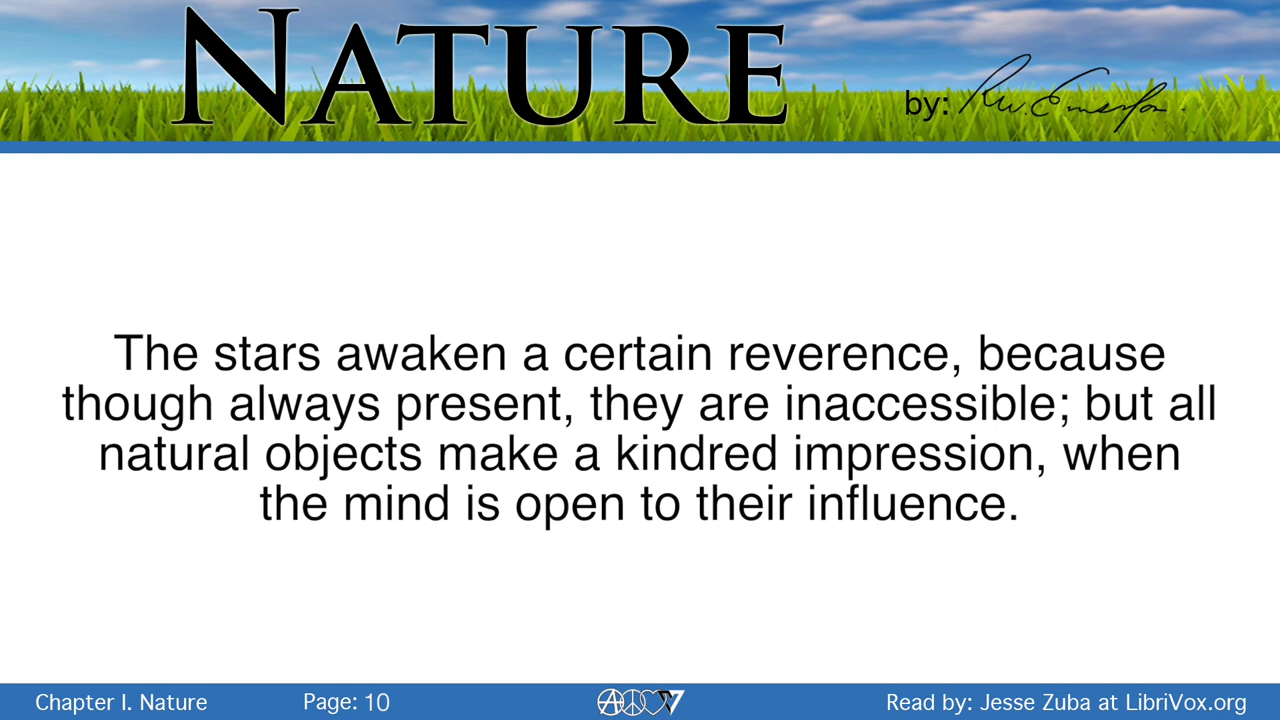 NATURE
by: R.W. Emerson.
The stars awaken a certain reverence, because
though always present, they are inaccessible; but all
natural objects make a kindred impression, when
the mind is open to their influence.
Chapter I. Nature Page: 10 Read by: Jesse Zuba at LibriVox.org